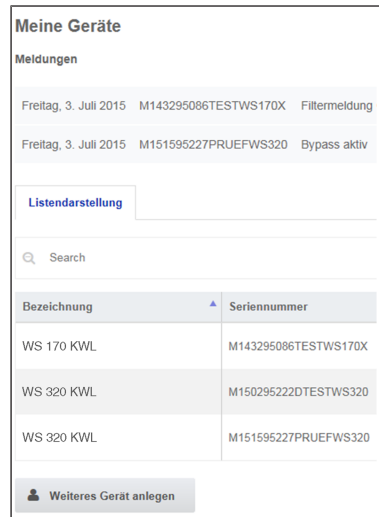 Meine Geräte
Meldungen
Freitag, 3. Juli 2015 M143295086TESTWS170X Filtermeldung
Freitag, 3. Juli 2015 M151595227PRUEFWS320 Bypass aktiv
Listendarstellung
Search
Bezeichnung Seriennummer
WS 170 KWL M143295086TESTWS170X
WS 320 KWL M150295222DTESTWS320
WS 320 KWL M151595227PRUEFWS320
Weiteres Gerät anlegen